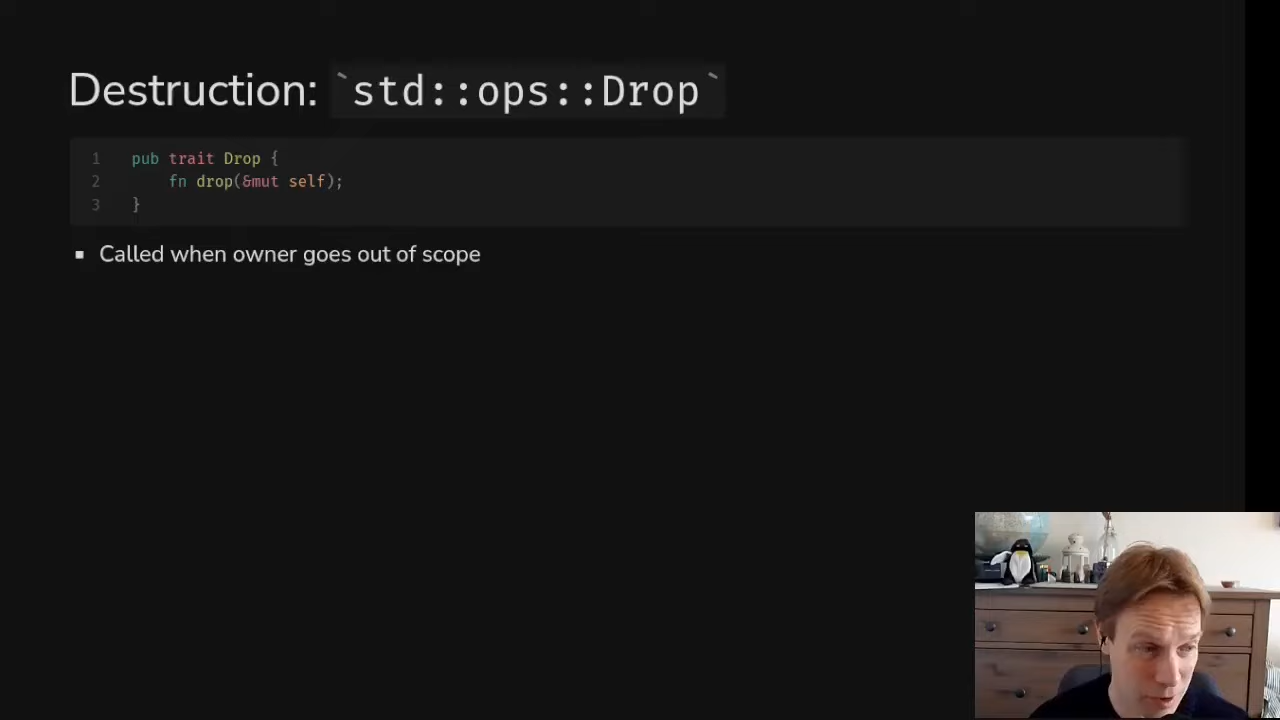 Destruction: `std::ops::Drop`
1 pub trait Drop {
2 fn drop(&mut self);
3 }
▪ Called when owner goes out of scope